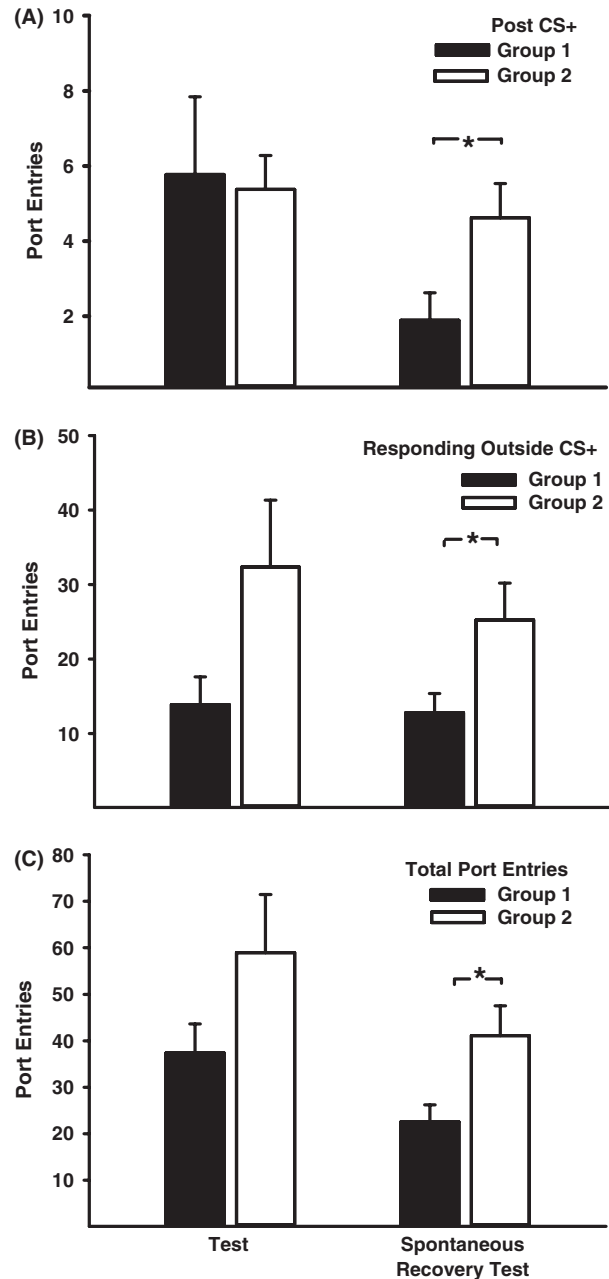 (A)
Post CS+
Group 1
Group 2
10
8
6
4
2
Port Entries
*
(B)
Responding Outside CS+
Group 1
Group 2
50
40
30
20
10
Port Entries
*
(C)
Total Port Entries
Group 1
Group 2
80
70
60
50
40
30
20
10
Port Entries
*
Test
Spontaneous
Recovery Test